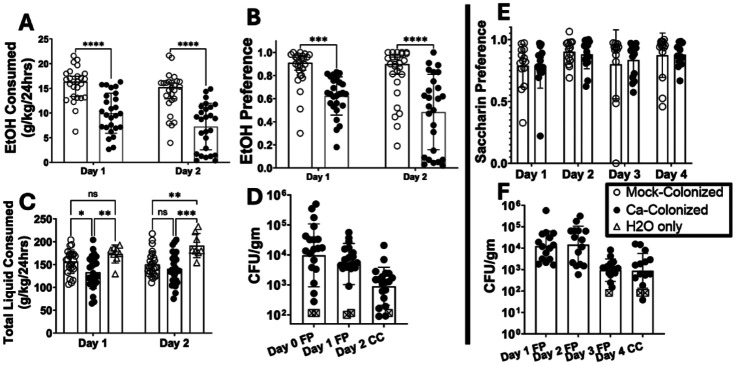 A
EtOH Consumed
(g/kg/24hrs)
25
20
15
10
5
0
****
****
Day 1
Day 2
B
EtOH Preference
1.0
0.8
0.6
0.4
0.2
0.0
***
****
Day 1
Day 2
C
Total Liquid Consumed
(g/kg/24hrs)
250
200
150
100
50
0
ns
*
**
**
ns
***
Day 1
Day 2
D
CFU/gm
10⁶
10⁵
10⁴
10³
10²
Day 0 FP
Day 1 FP
Day 2 CC
E
Saccharin Preference
1.0
0.8
0.6
0.4
0.2
0.0
Day 1
Day 2
Day 3
Day 4
Mock-Colonized
Ca-Colonized
H2O only
F
CFU/gm
10⁶
10⁵
10⁴
10³
10²
10¹
10⁰
Day 1 FP
Day 2 FP
Day 3 FP
Day 4 CC